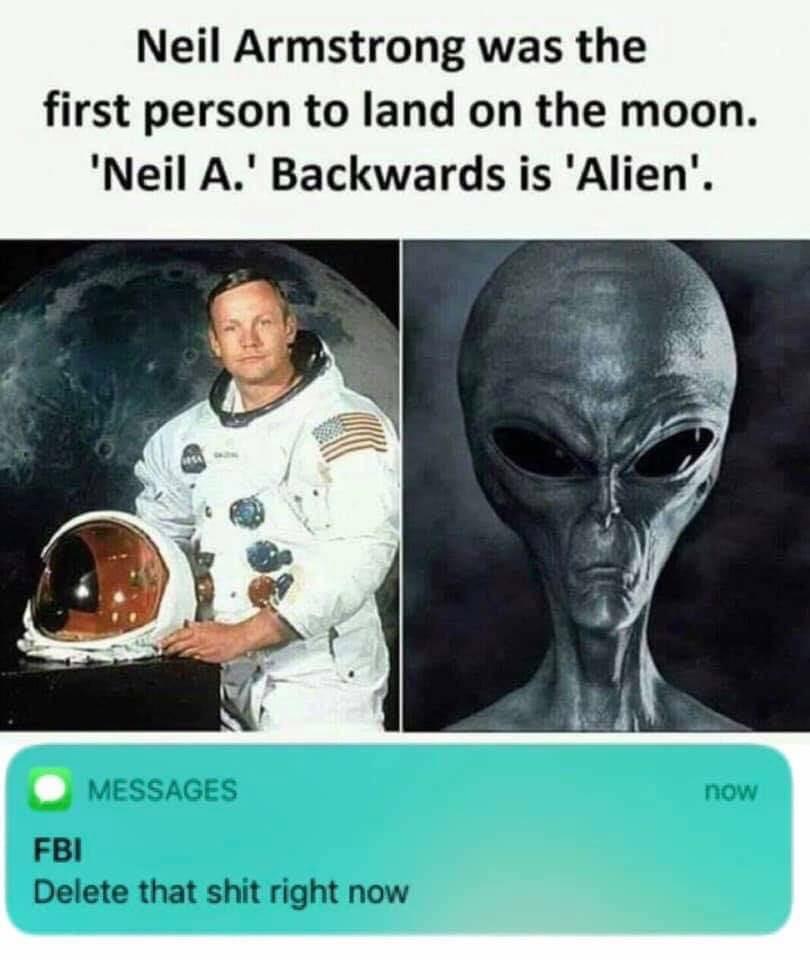 Neil Armstrong was the
first person to land on the moon.
'Neil A.' Backwards is 'Alien'.
NASA
MESSAGES
now
FBI
Delete that shit right now